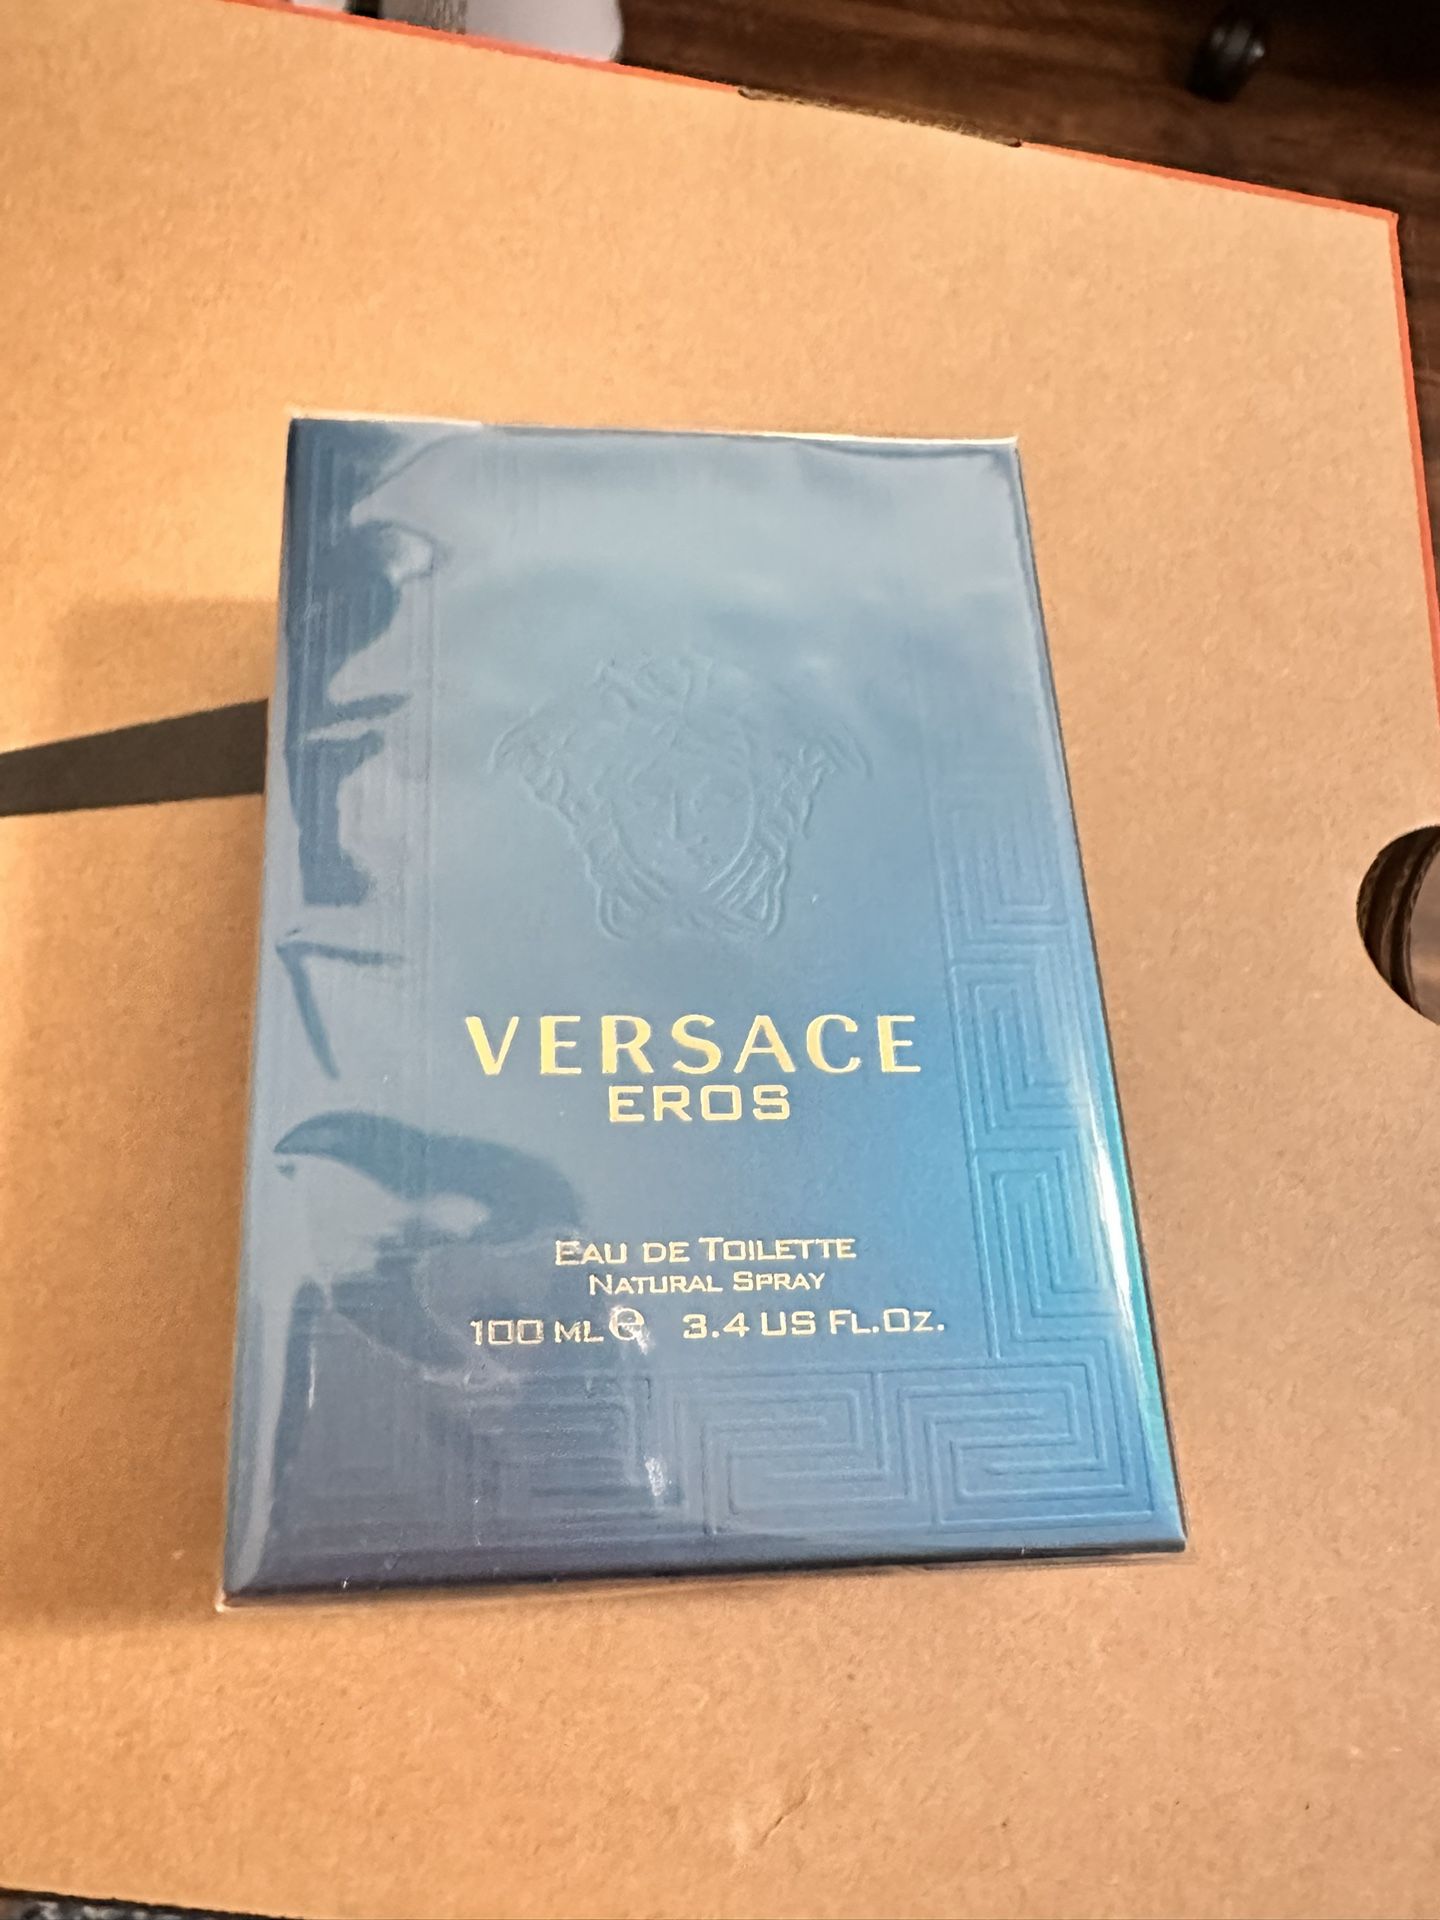 VERSACE
EROS
EAU DE TOILETTE
NATURAL SPRAY
100 ML ℮ 3.4 US FL.OZ.